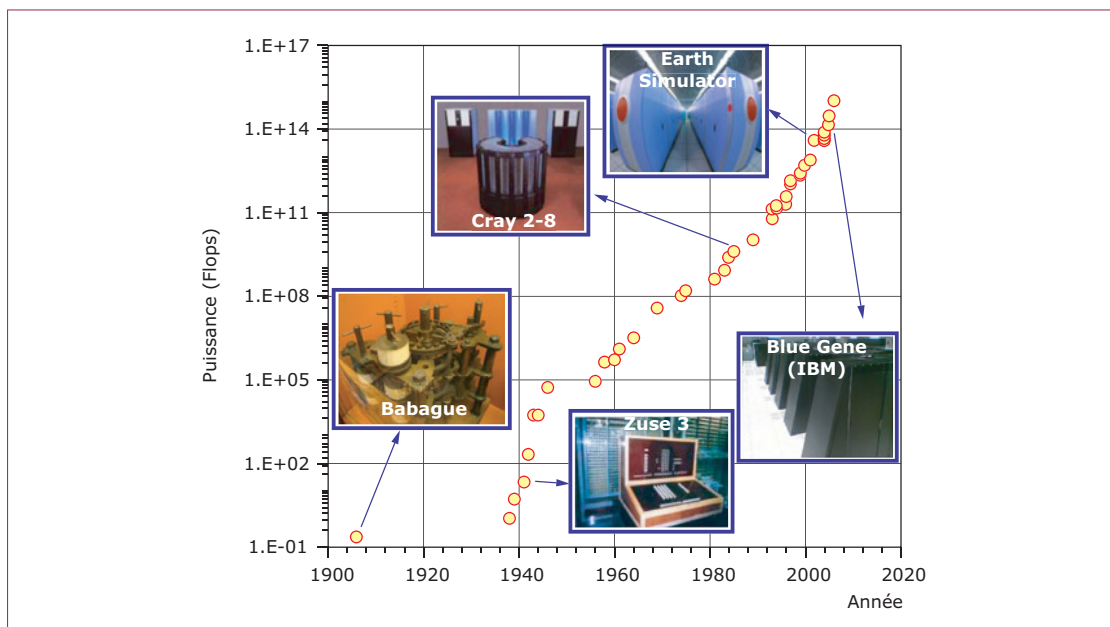 1.E+17
1.E+14
1.E+11
1.E+08
1.E+05
1.E+02
1.E-01
Puissance (Flops)
Earth
Simulator
Cray 2-8
Babague
Zuse 3
Blue Gene
(IBM)
1900 1920 1940 1960 1980 2000 2020
Année